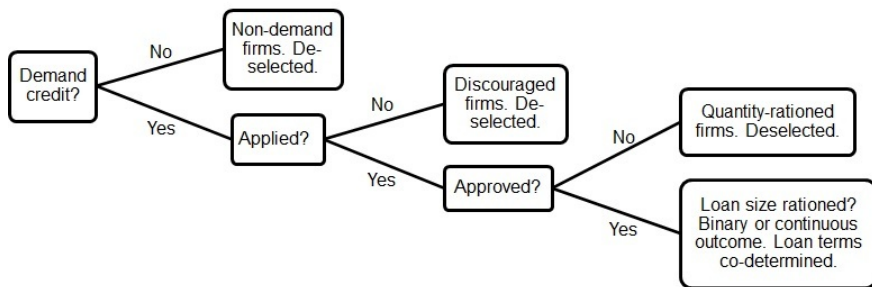 Demand
credit?
No
Non-demand
firms. De-
selected.
Yes
Applied?
No
Discouraged
firms. De-
selected.
Yes
Approved?
No
Quantity-rationed
firms. Deselected.
Yes
Loan size rationed?
Binary or continuous
outcome. Loan terms
co-determined.